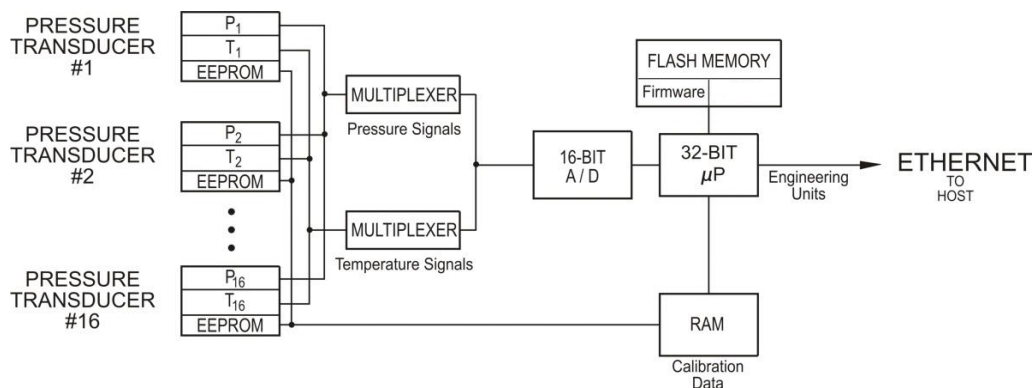 PRESSURE
TRANSDUCER
#1
P1
T1
EEPROM
PRESSURE
TRANSDUCER
#2
P2
T2
EEPROM
PRESSURE
TRANSDUCER
#16
P16
T16
EEPROM
MULTIPLEXER
Pressure Signals
MULTIPLEXER
Temperature Signals
16-BIT
A / D
FLASH MEMORY
Firmware
32-BIT
µP
Engineering
Units
ETHERNET
TO
HOST
RAM
Calibration
Data